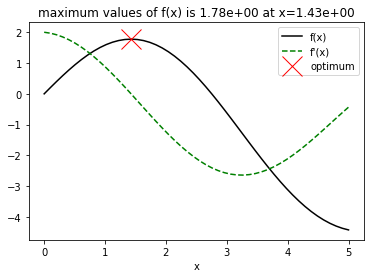 maximum values of f(x) is 1.78e+00 at x=1.43e+00
f(x)
f'(x)
optimum
2
1
0
−1
−2
−3
−4
0
1
2
3
4
5
x